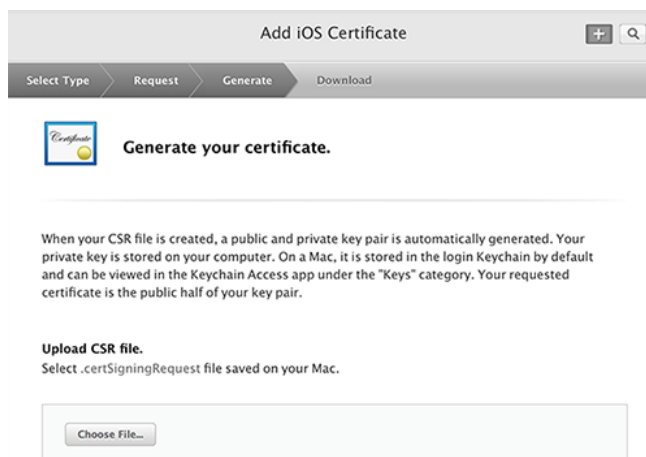 Add iOS Certificate
Select Type Request Generate Download
Certificate
Generate your certificate.
When your CSR file is created, a public and private key pair is automatically generated. Your
private key is stored on your computer. On a Mac, it is stored in the login Keychain by default
and can be viewed in the Keychain Access app under the "Keys" category. Your requested
certificate is the public half of your key pair.
Upload CSR file.
Select .certSigningRequest file saved on your Mac.
Choose File...